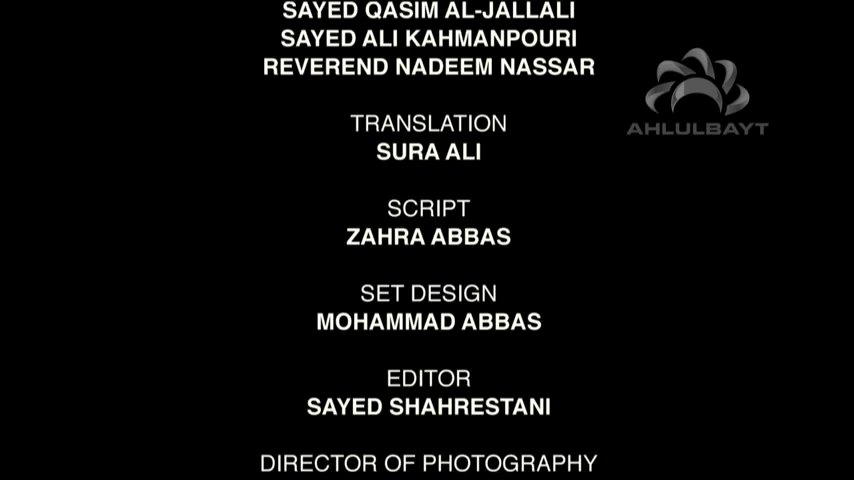 SAYED QASIM AL-JALLALI
SAYED ALI KAHMANPOURI
REVEREND NADEEM NASSAR
AHLULBAYT
TRANSLATION
SURA ALI
SCRIPT
ZAHRA ABBAS
SET DESIGN
MOHAMMAD ABBAS
EDITOR
SAYED SHAHRESTANI
DIRECTOR OF PHOTOGRAPHY